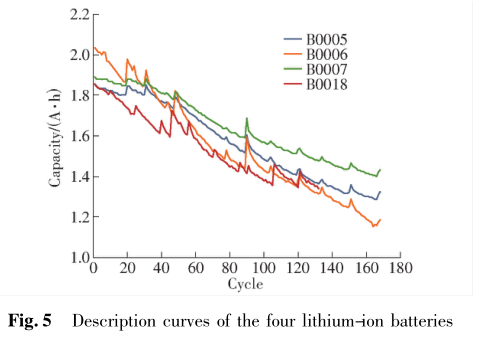 2.2
2.0
1.8
1.6
1.4
1.2
1.0
Capacity/(A·h)
B0005
B0006
B0007
B0018
0 20 40 60 80 100 120 140 160 180
Cycle
Fig. 5 Description curves of the four lithium-ion batteries